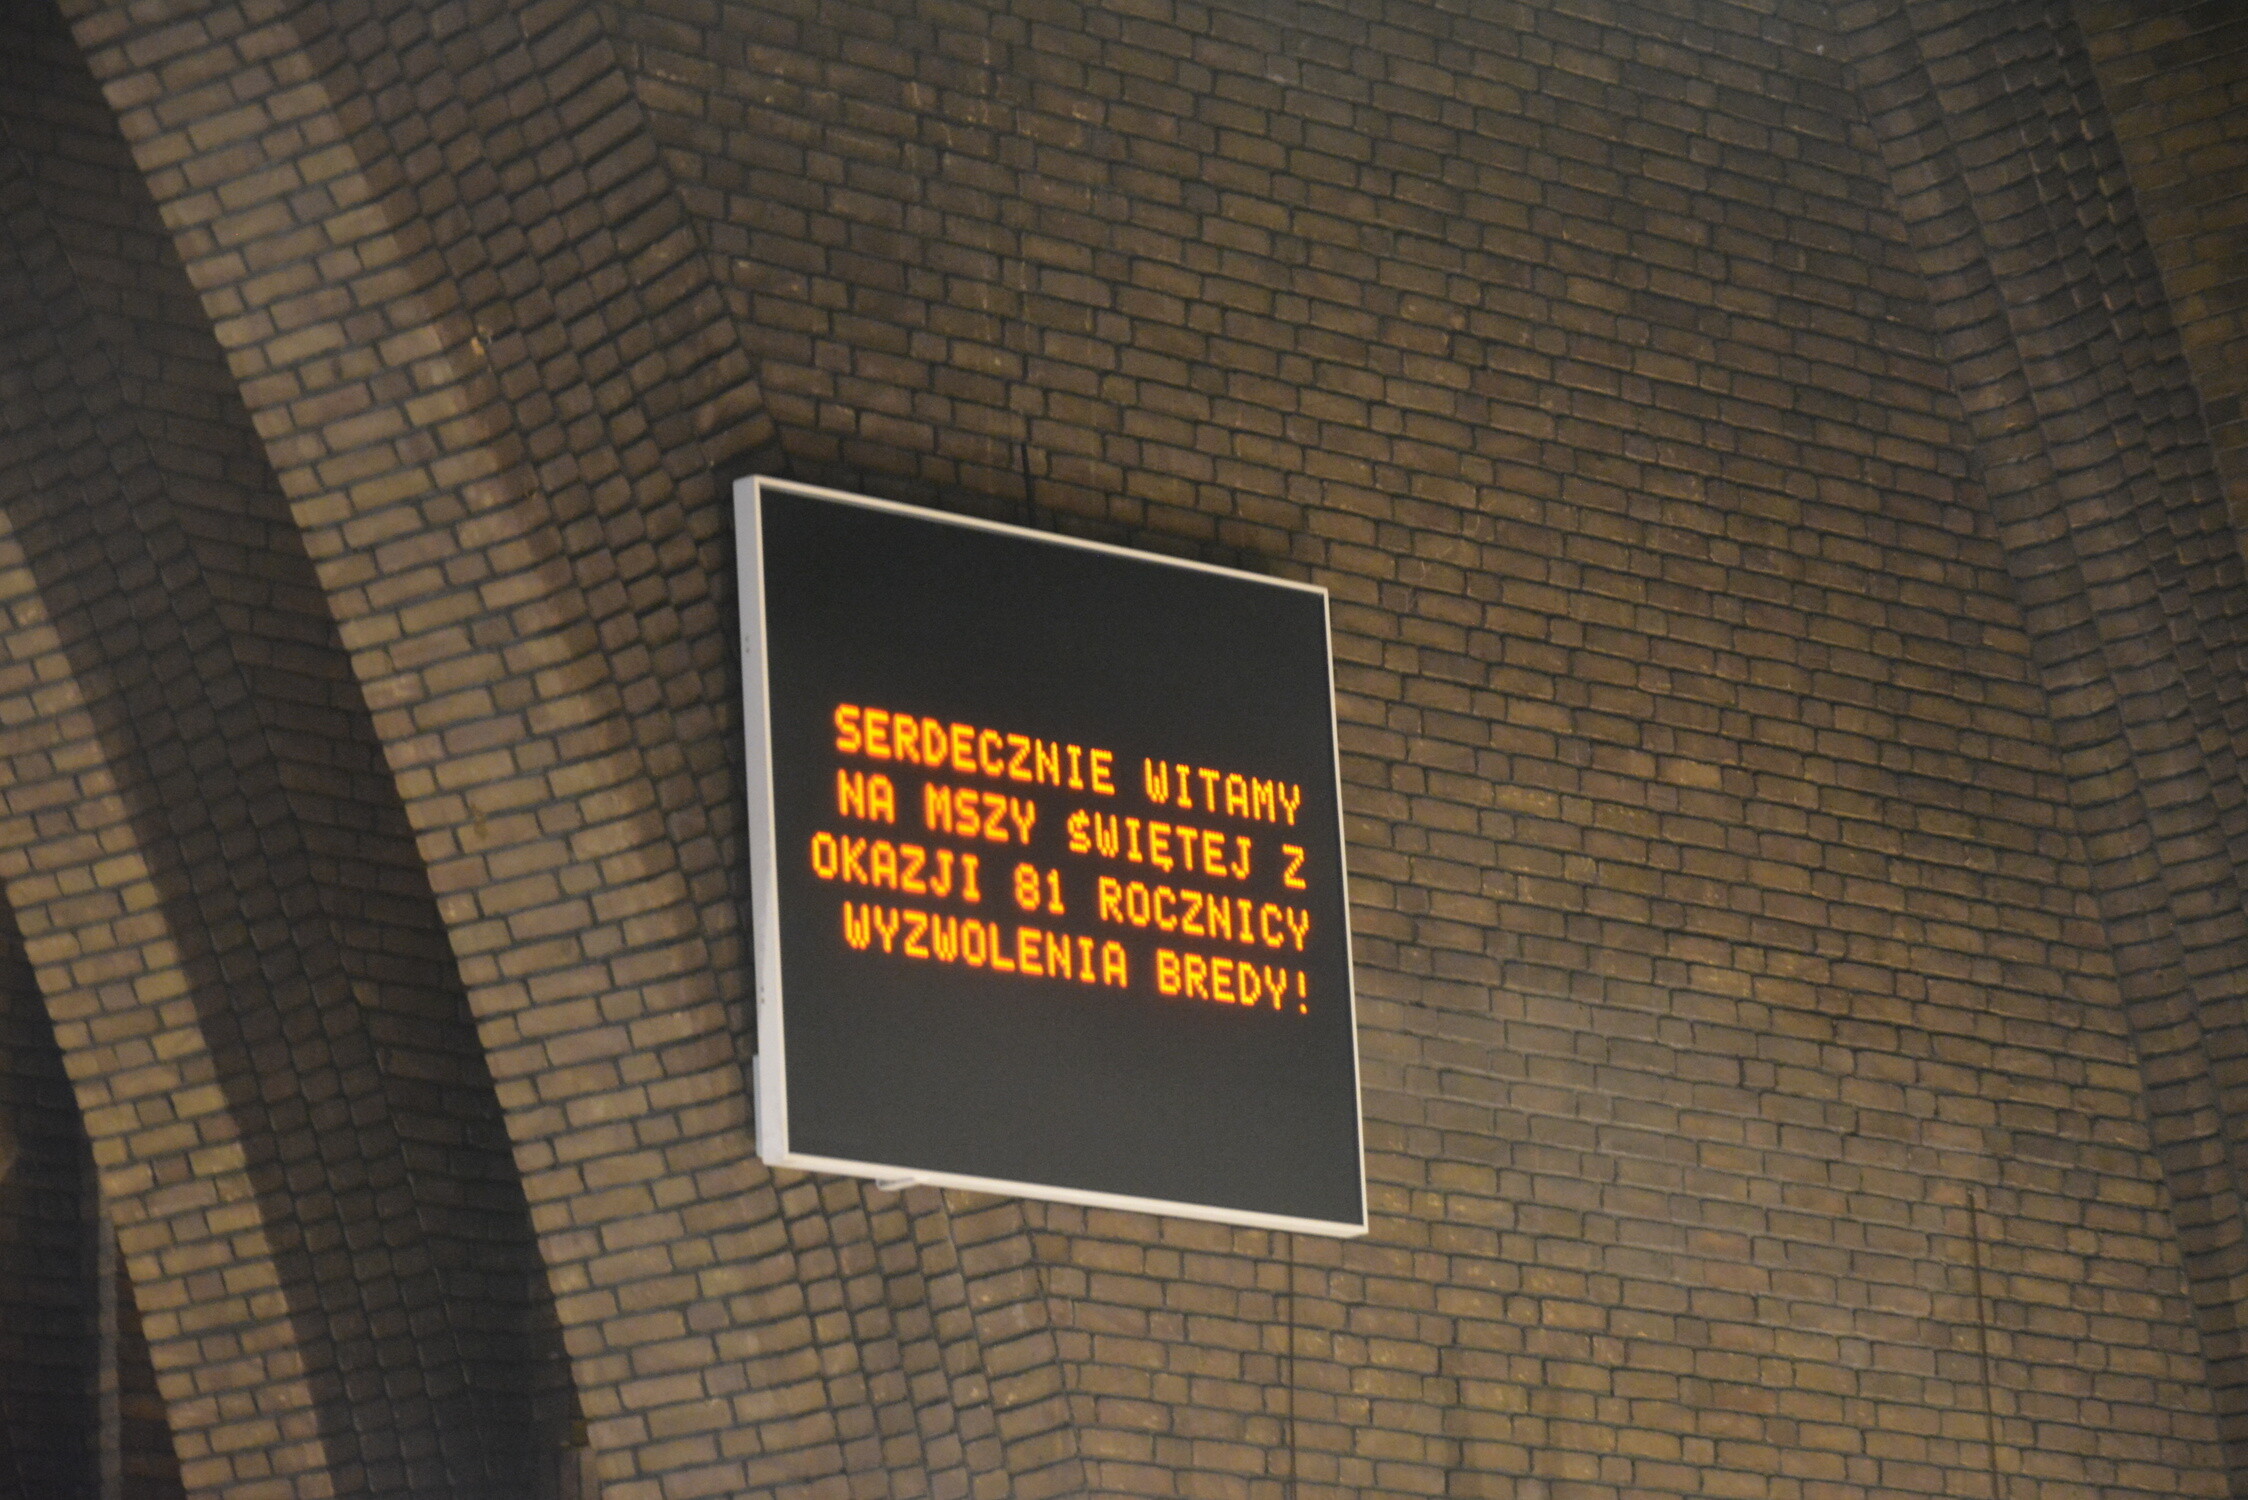 SERDECZNIE WITAMY
NA MSZY ŚWIĘTEJ Z
OKAZJI 81 ROCZNICY
WYZWOLENIA BREDY!